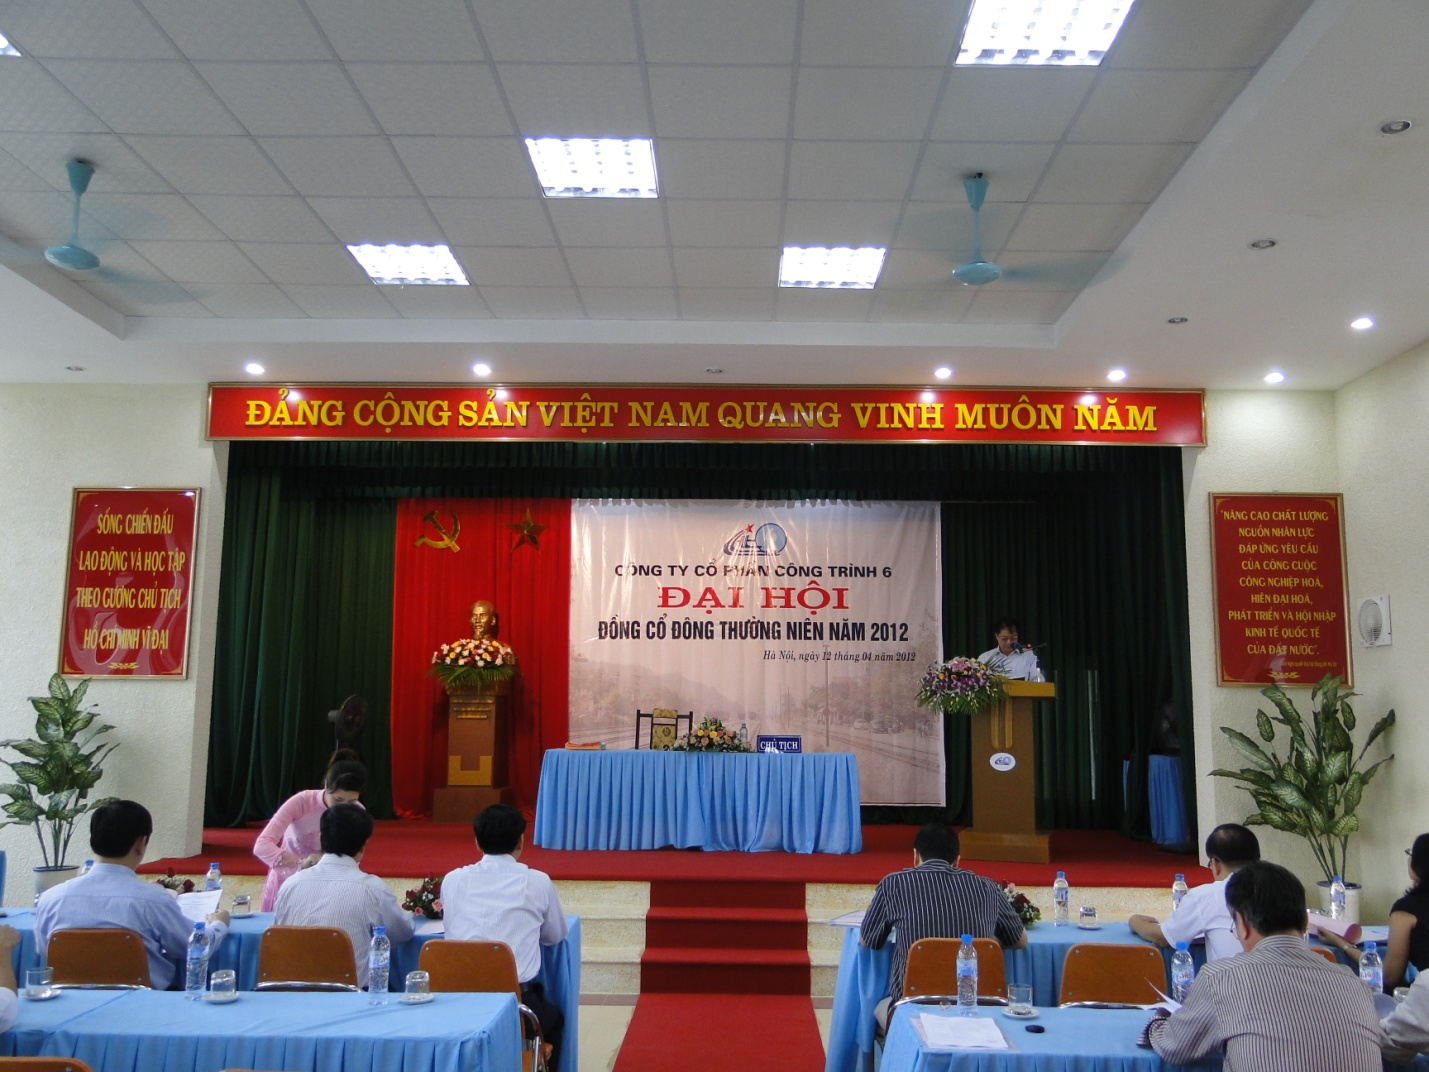 ĐẢNG CỘNG SẢN VIỆT NAM QUANG VINH MUÔN NĂM
SỐNG CHIẾN ĐẤU
LAO ĐỘNG VÀ HỌC TẬP
THEO GƯƠNG CHỦ TỊCH
HỒ CHÍ MINH VĨ ĐẠI
CÔNG TY CỔ PHẦN CÔNG TRÌNH 6
ĐẠI HỘI
ĐỒNG CỔ ĐÔNG THƯỜNG NIÊN NĂM 2012
Hà Nội, ngày 12 tháng 04 năm 2012
CHỦ TỊCH
"NÂNG CAO CHẤT LƯỢNG
NGUỒN NHÂN LỰC
ĐÁP ỨNG YÊU CẦU
CỦA CÔNG CUỘC
CÔNG NGHIỆP HOÁ,
HIỆN ĐẠI HOÁ,
PHÁT TRIỂN VÀ HỘI NHẬP
KINH TẾ QUỐC TẾ
CỦA ĐẤT NƯỚC".